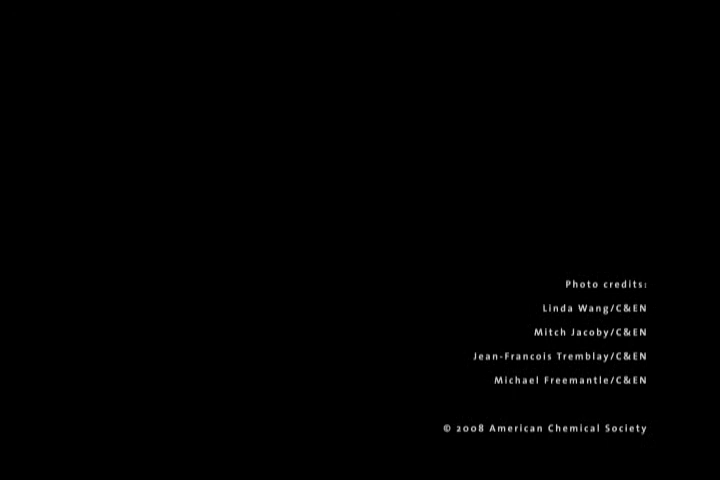 Photo credits:
Linda Wang/C&EN
Mitch Jacoby/C&EN
Jean-Francois Tremblay/C&EN
Michael Freemantle/C&EN
© 2008 American Chemical Society